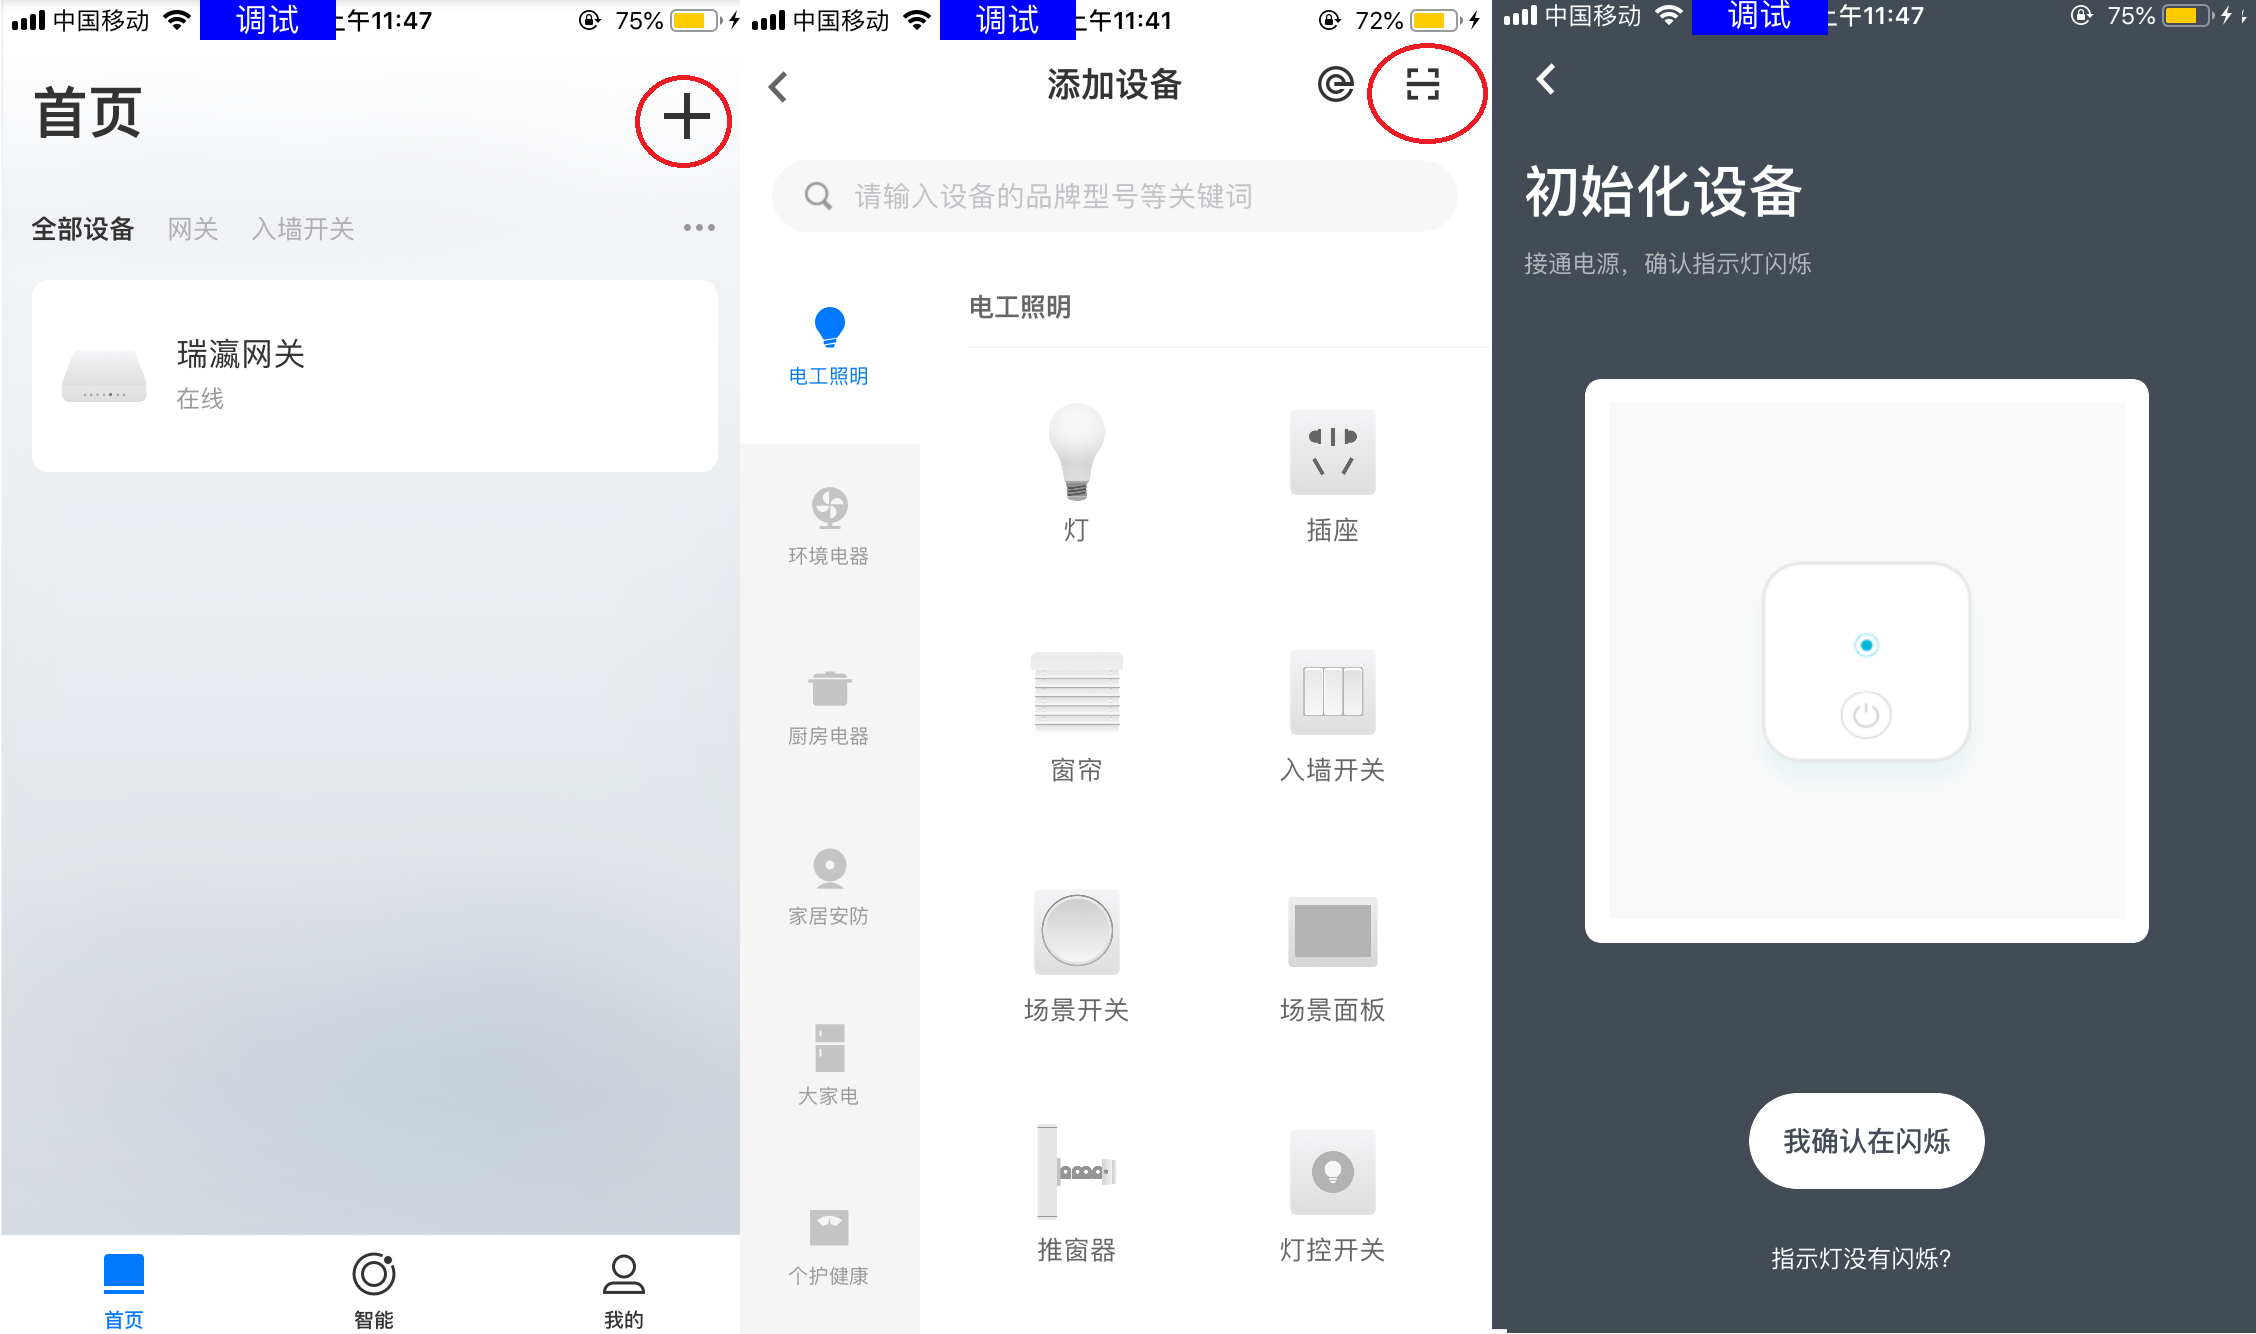 中国移动
调试
上午11:47
75%
首页
全部设备
网关
入墙开关
瑞瀛网关
在线
首页
智能
我的
中国移动
调试
上午11:41
72%
添加设备
请输入设备的品牌型号等关键词
电工照明
环境电器
厨房电器
家居安防
大家电
个护健康
电工照明
灯
插座
窗帘
入墙开关
场景开关
场景面板
推窗器
灯控开关
中国移动
调试
上午11:47
75%
初始化设备
接通电源，确认指示灯闪烁
我确认在闪烁
指示灯没有闪烁?